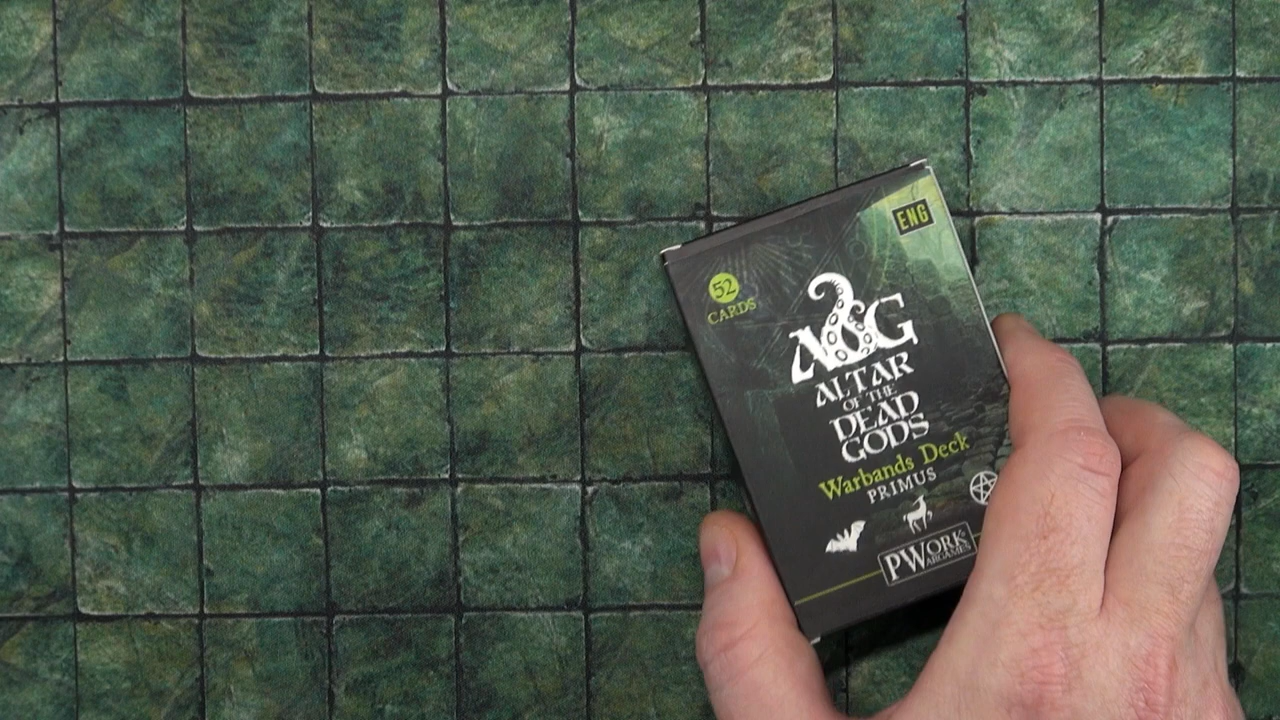 ENG
52
CARDS
A&G
ALTAR
OF THE
DEAD
GODS
Warbands Deck
PRIMUS
PWORK
WARGAMES